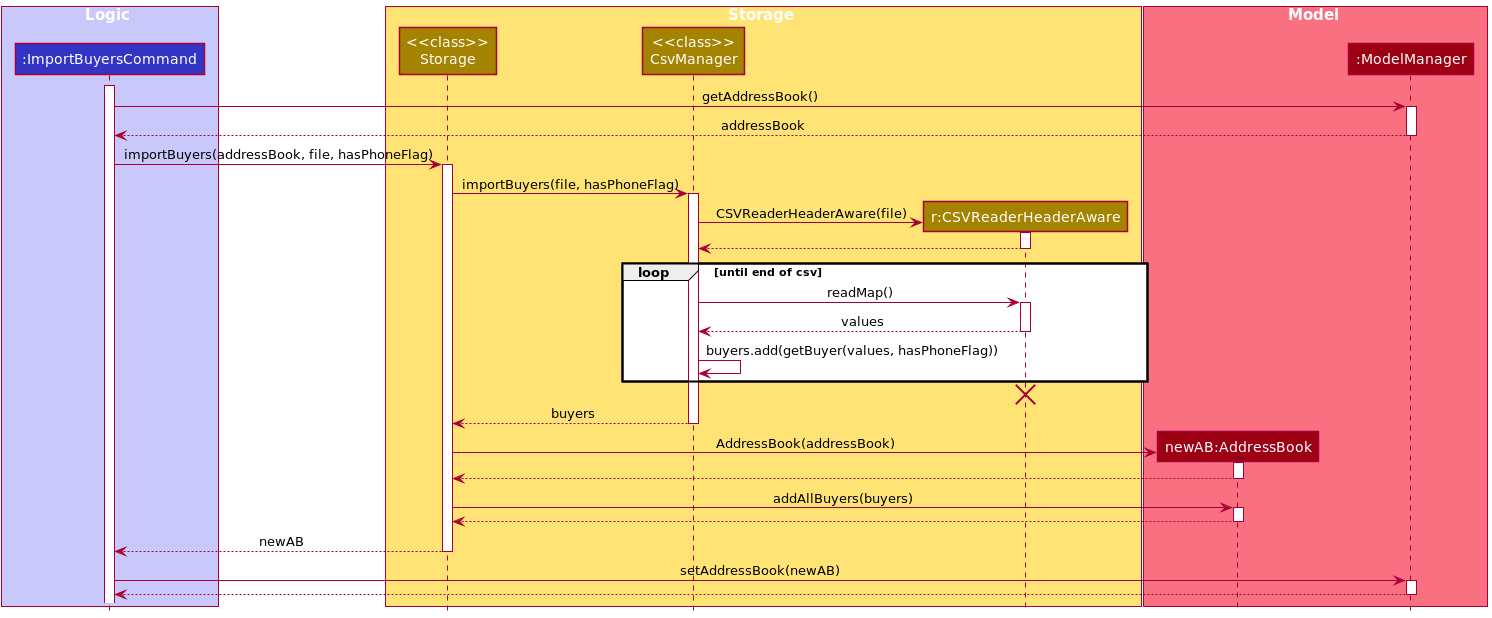 Logic
Storage
Model
:ImportBuyersCommand
<<class>>
Storage
<<class>>
CsvManager
:ModelManager
getAddressBook()
addressBook
importBuyers(addressBook, file, hasPhoneFlag)
importBuyers(file, hasPhoneFlag)
CSVReaderHeaderAware(file)
r:CSVReaderHeaderAware
loop
[until end of csv]
readMap()
values
buyers.add(getBuyer(values, hasPhoneFlag))
buyers
AddressBook(addressBook)
newAB:AddressBook
addAllBuyers(buyers)
newAB
setAddressBook(newAB)